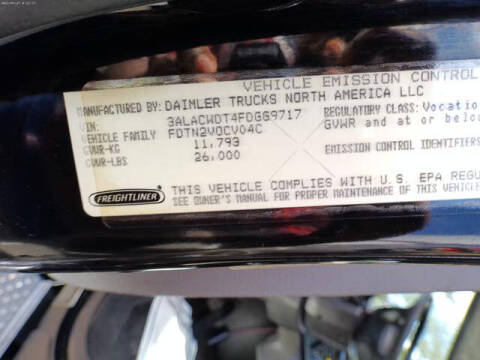 VEHICLE EMISSION CONTROL
MANUFACTURED BY: DAIMLER TRUCKS NORTH AMERICA LLC
VIN: 3ALACWDT4FDGG9717 REGULATORY CLASS: Vocatio
VEHICLE FAMILY FDTN2VOCV04C GVWR and at or belo
GVWR-KG 11,793
GVWR-LBS 26,000 EMISSION CONTROL IDENTIFIERS
THIS VEHICLE COMPLIES WITH U.S. EPA REGU
FREIGHTLINER SEE OWNER'S MANUAL FOR PROPER MAINTENANCE OF THIS VEHICL